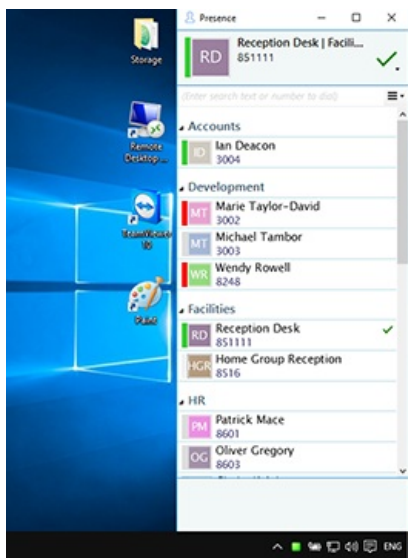 Storage
Remote
Desktop ...
TeamViewer
10
Paint
Presence
RD
Reception Desk | Facili...
851111
(Enter search text or number to dial)
Accounts
ID
Ian Deacon
3004
Development
MT
Marie Taylor-David
3002
MT
Michael Tambor
3003
WR
Wendy Rowell
8248
Facilities
RD
Reception Desk
851111
HGR
Home Group Reception
8516
HR
PM
Patrick Mace
8601
OG
Oliver Gregory
8603
ENG